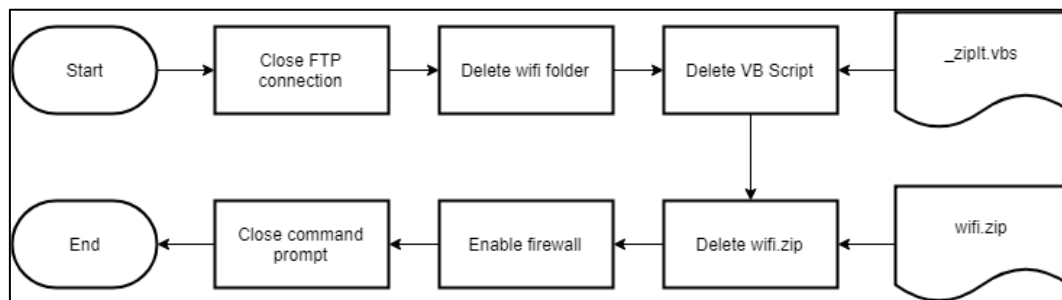 Start
Close FTP
connection
Delete wifi folder
Delete VB Script
_zipIt.vbs
End
Close command
prompt
Enable firewall
Delete wifi.zip
wifi.zip